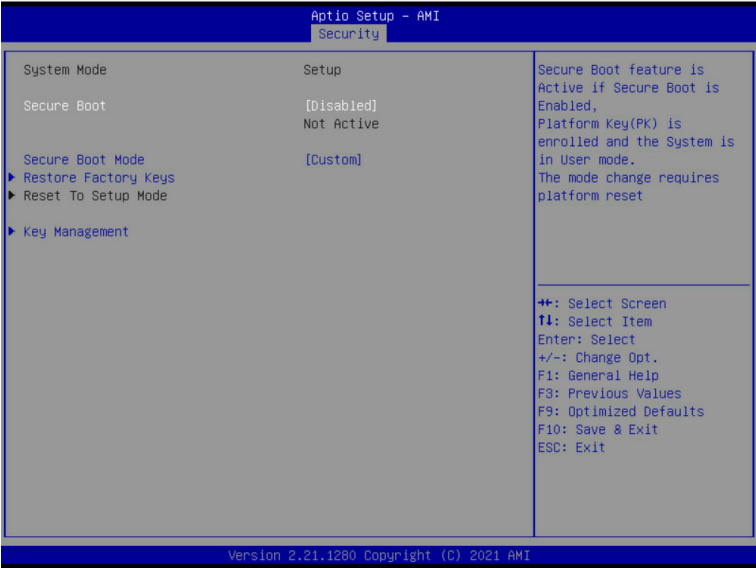 Aptio Setup – AMI
Security
System Mode Setup
Secure Boot [Disabled]
Not Active
Secure Boot Mode [Custom]
Restore Factory Keys
Reset To Setup Mode
Key Management
Secure Boot feature is
Active if Secure Boot is
Enabled,
Platform Key(PK) is
enrolled and the System is
in User mode.
The mode change requires
platform reset
→←: Select Screen
↑↓: Select Item
Enter: Select
+/-: Change Opt.
F1: General Help
F3: Previous Values
F9: Optimized Defaults
F10: Save & Exit
ESC: Exit
Version 2.21.1280 Copyright (C) 2021 AMI